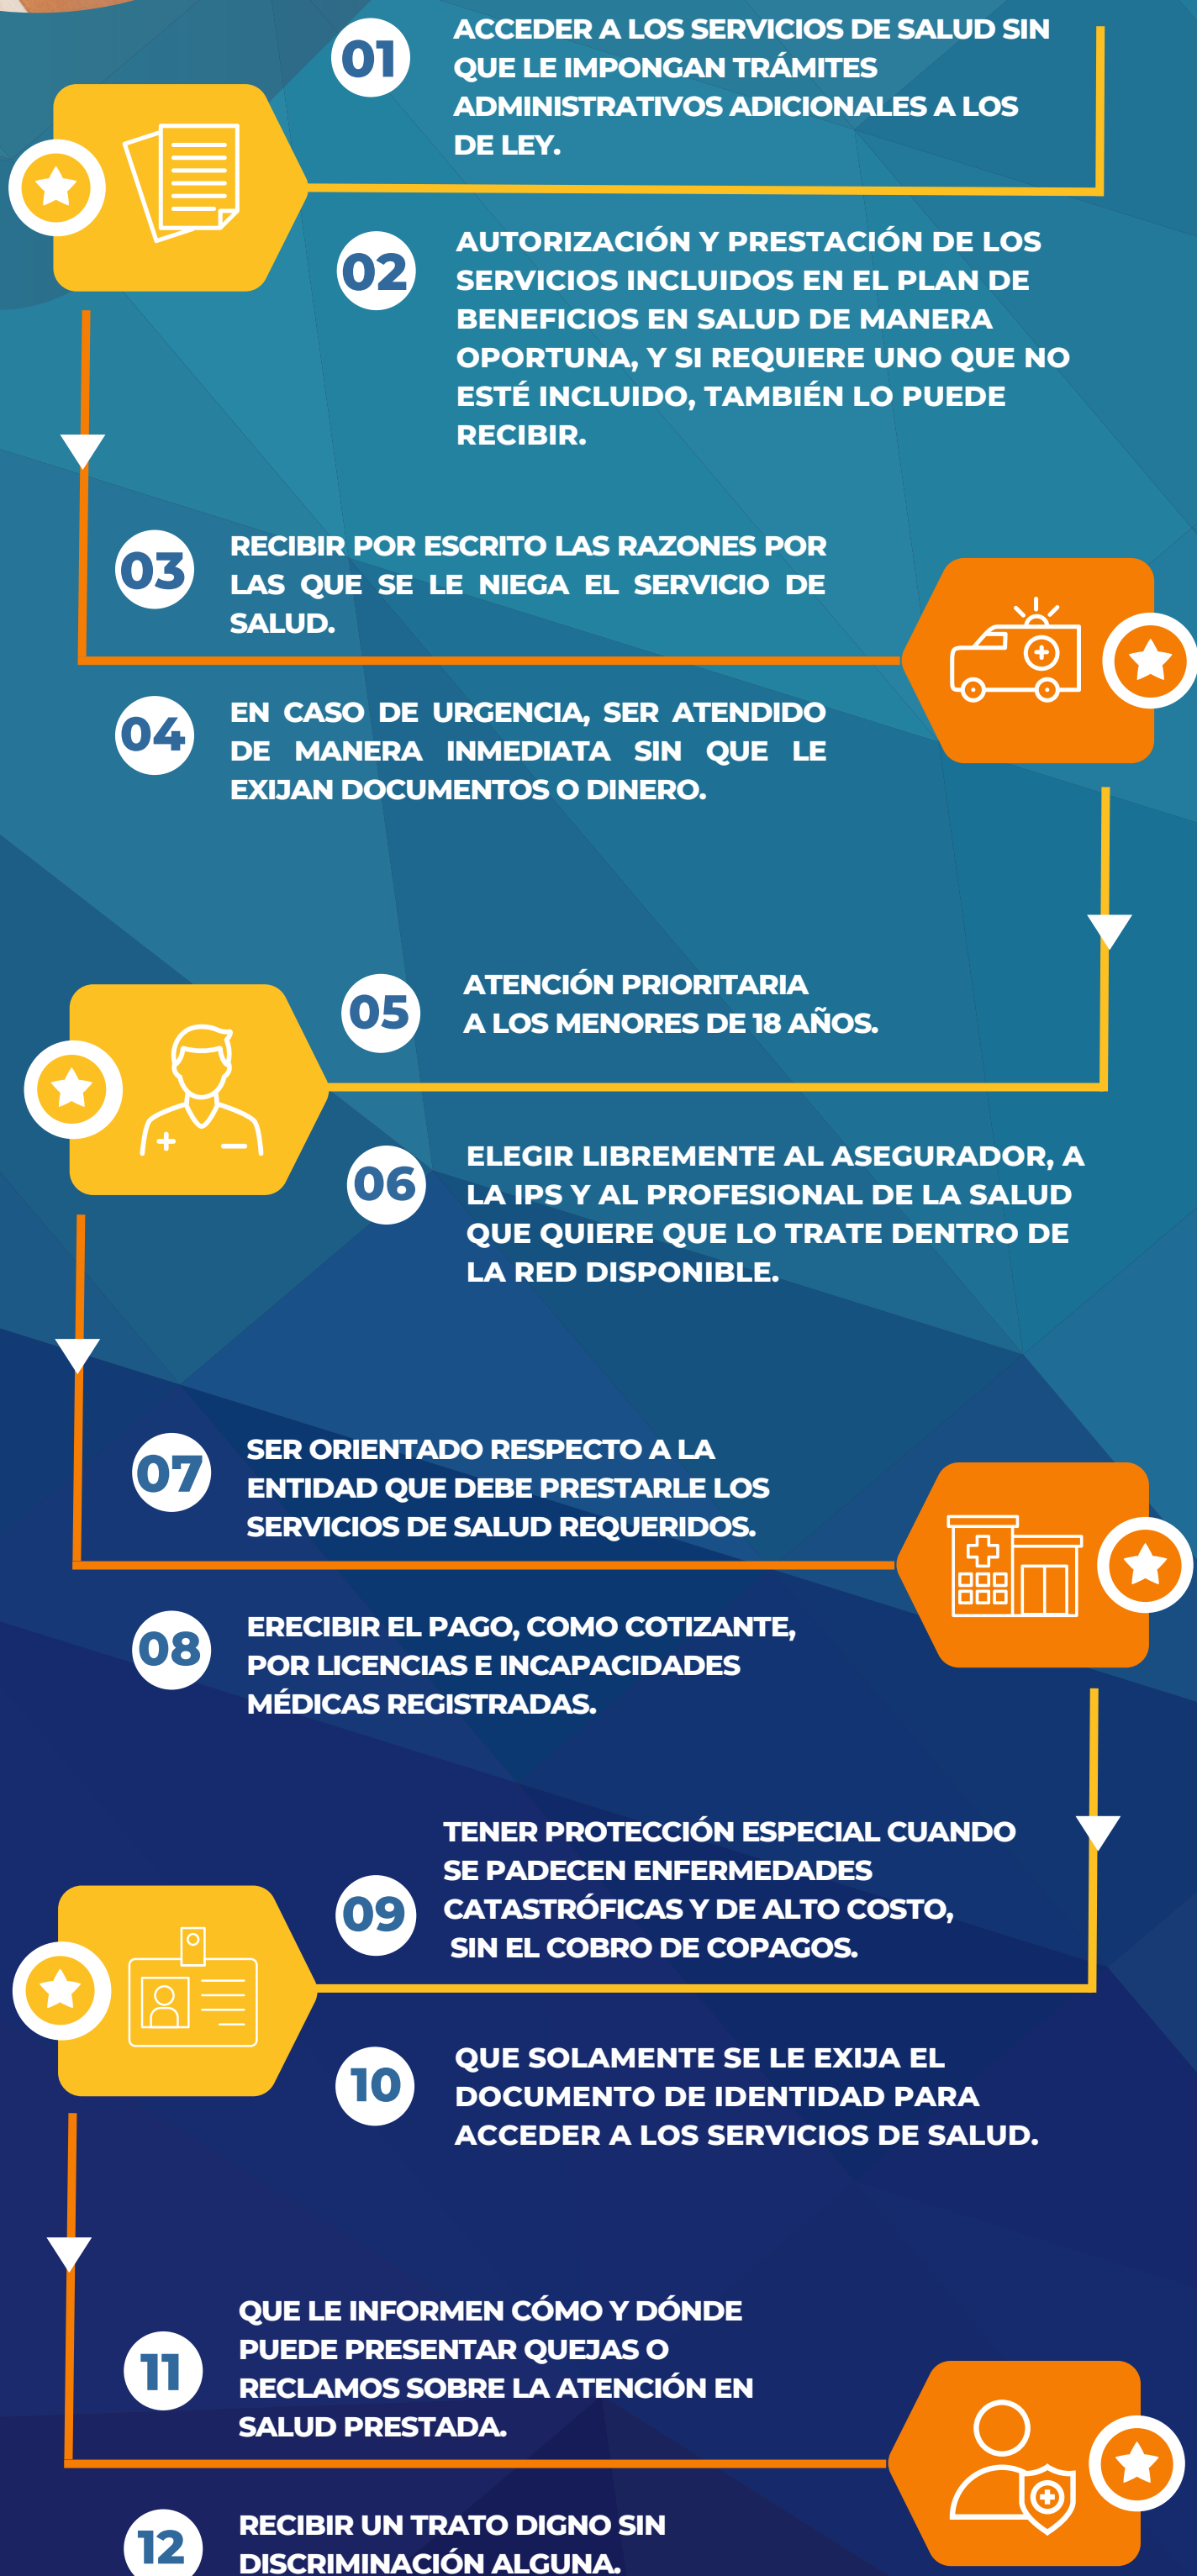 01
ACCEDER A LOS SERVICIOS DE SALUD SIN
QUE LE IMPONGAN TRÁMITES
ADMINISTRATIVOS ADICIONALES A LOS
DE LEY.
02
AUTORIZACIÓN Y PRESTACIÓN DE LOS
SERVICIOS INCLUIDOS EN EL PLAN DE
BENEFICIOS EN SALUD DE MANERA
OPORTUNA, Y SI REQUIERE UNO QUE NO
ESTÉ INCLUIDO, TAMBIÉN LO PUEDE
RECIBIR.
03
RECIBIR POR ESCRITO LAS RAZONES POR
LAS QUE SE LE NIEGA EL SERVICIO DE
SALUD.
04
EN CASO DE URGENCIA, SER ATENDIDO
DE MANERA INMEDIATA SIN QUE LE
EXIJAN DOCUMENTOS O DINERO.
05
ATENCIÓN PRIORITARIA
A LOS MENORES DE 18 AÑOS.
06
ELEGIR LIBREMENTE AL ASEGURADOR, A
LA IPS Y AL PROFESIONAL DE LA SALUD
QUE QUIERE QUE LO TRATE DENTRO DE
LA RED DISPONIBLE.
07
SER ORIENTADO RESPECTO A LA
ENTIDAD QUE DEBE PRESTARLE LOS
SERVICIOS DE SALUD REQUERIDOS.
08
ERECIBIR EL PAGO, COMO COTIZANTE,
POR LICENCIAS E INCAPACIDADES
MÉDICAS REGISTRADAS.
09
TENER PROTECCIÓN ESPECIAL CUANDO
SE PADECEN ENFERMEDADES
CATASTRÓFICAS Y DE ALTO COSTO,
SIN EL COBRO DE COPAGOS.
10
QUE SOLAMENTE SE LE EXIJA EL
DOCUMENTO DE IDENTIDAD PARA
ACCEDER A LOS SERVICIOS DE SALUD.
11
QUE LE INFORMEN CÓMO Y DÓNDE
PUEDE PRESENTAR QUEJAS O
RECLAMOS SOBRE LA ATENCIÓN EN
SALUD PRESTADA.
12
RECIBIR UN TRATO DIGNO SIN
DISCRIMINACIÓN ALGUNA.